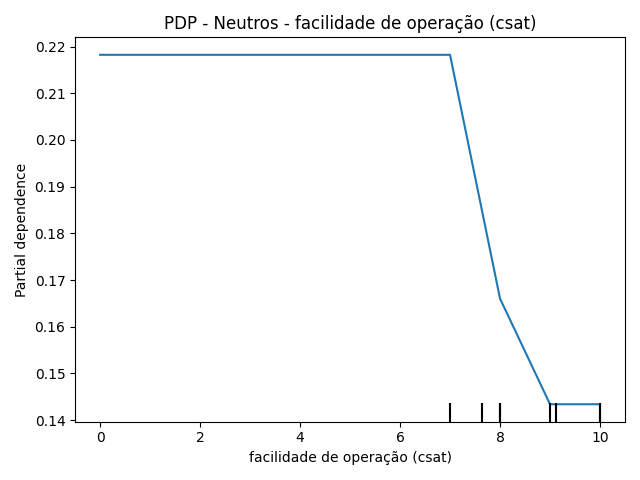 PDP - Neutros - facilidade de operação (csat)
0.22
0.21
0.20
0.19
0.18
0.17
0.16
0.15
0.14
Partial dependence
0 2 4 6 8 10
facilidade de operação (csat)